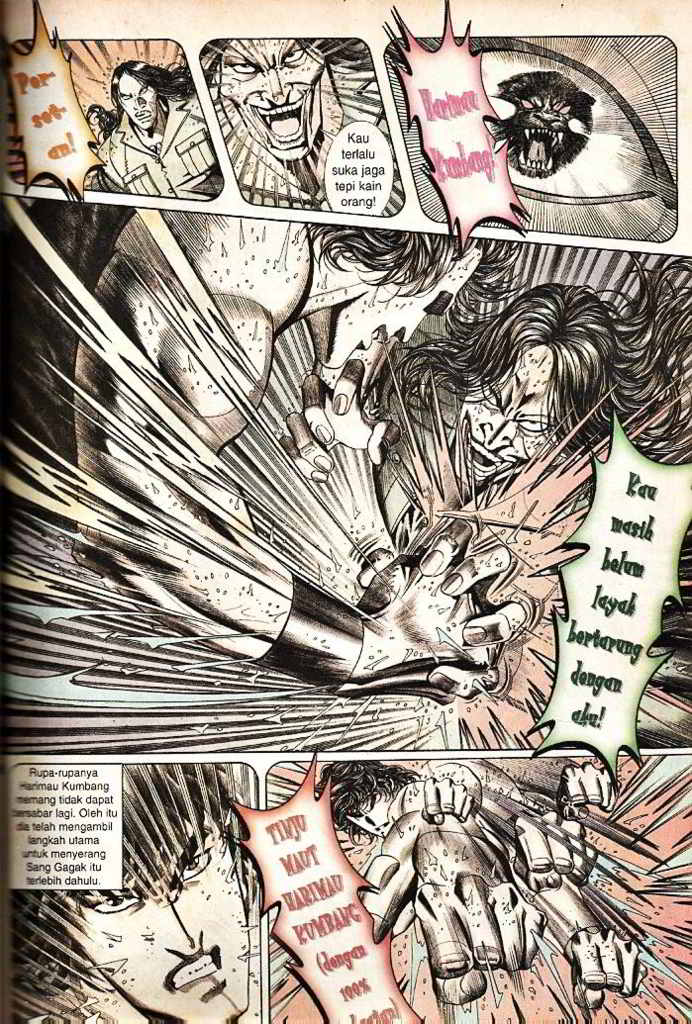 Per-
set-
an!
Kau
terlalu
suka jaga
tepi kain
orang!
Harimau
Kumbang
Kau
masih
belum
layak
bertarung
dengan
aku!
Rupa-rupanya
Harimau Kumbang
memang tidak dapat
bersabar lagi. Oleh itu
dia telah mengambil
langkah utama
untuk menyerang
Sang Gagak itu
terlebih dahulu.
TINJU
MAUT
HARIMAU
KUMBANG
(dengan
100%